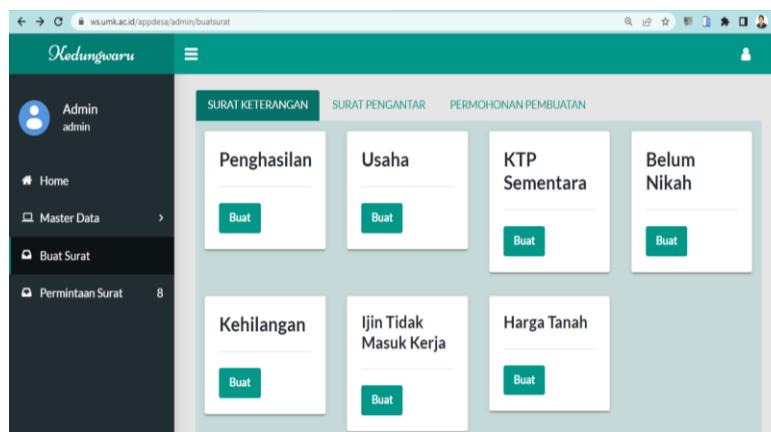 ws.umk.ac.id/appdesa/admin/buatsurat
Kedungwaru
Admin
admin
Home
Master Data
Buat Surat
Permintaan Surat 8
SURAT KETERANGAN SURAT PENGANTAR PERMOHONAN PEMBUATAN
Penghasilan
Buat
Usaha
Buat
KTP
Sementara
Buat
Belum
Nikah
Buat
Kehilangan
Buat
Ijin Tidak
Masuk Kerja
Buat
Harga Tanah
Buat